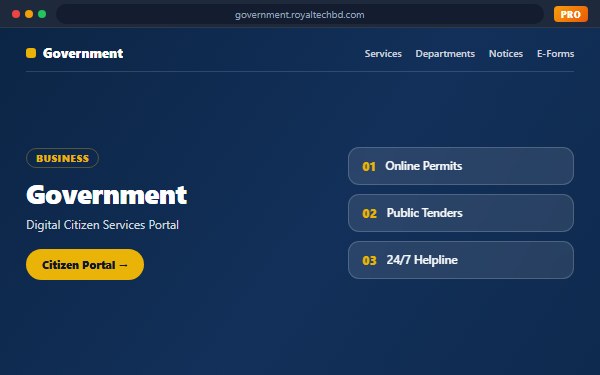 government.royaltechbd.com
PRO
Government
Services Departments Notices E-Forms
BUSINESS
Government
Digital Citizen Services Portal
Citizen Portal →
01 Online Permits
02 Public Tenders
03 24/7 Helpline